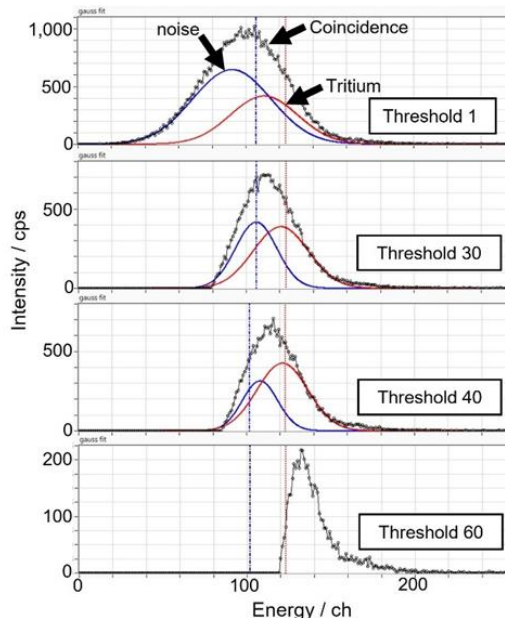 gauss fit
1,000
noise
Coincidence
500
Tritium
Threshold 1
0
gauss fit
500
Threshold 30
0
gauss fit
500
Threshold 40
0
gauss fit
200
100
Threshold 60
0
0
100
200
Energy / ch
Intensity / cps